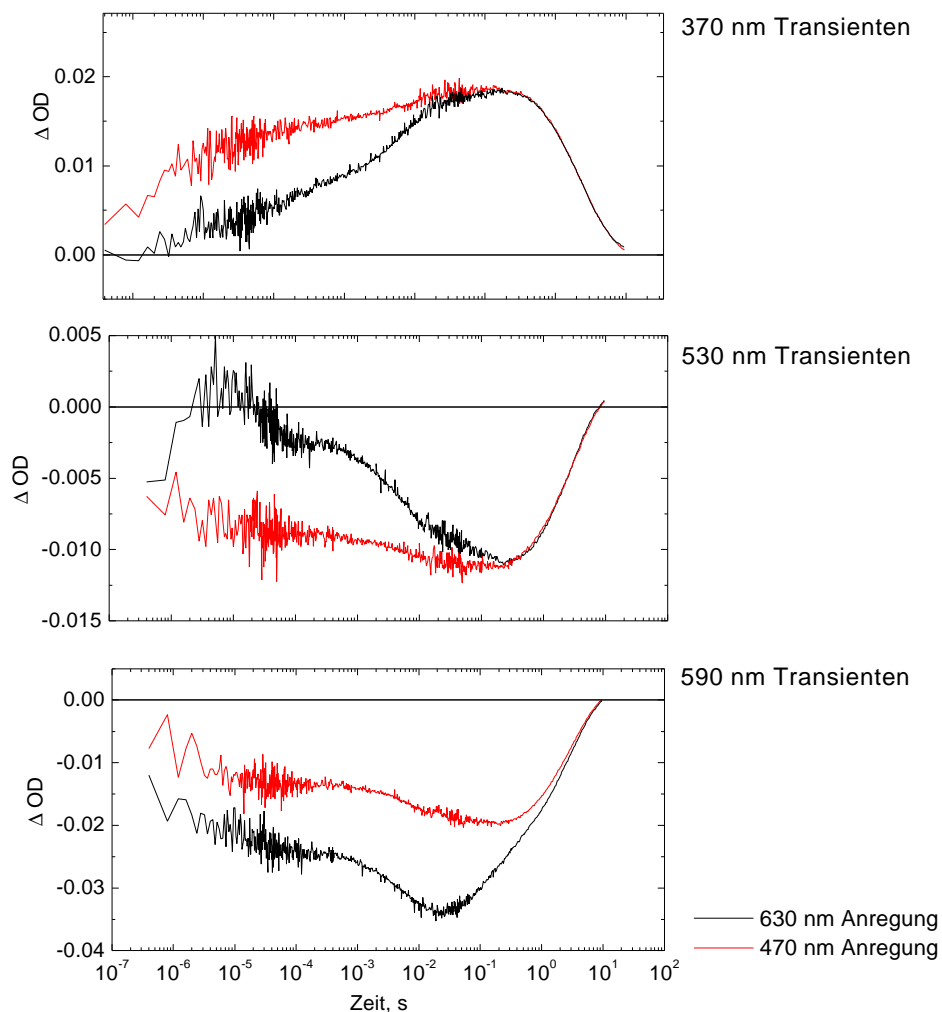 370 nm Transienten
0.02
0.01
0.00
Δ OD
530 nm Transienten
0.005
0.000
-0.005
-0.010
-0.015
Δ OD
590 nm Transienten
0.00
-0.01
-0.02
-0.03
-0.04
Δ OD
10⁻⁷ 10⁻⁶ 10⁻⁵ 10⁻⁴ 10⁻³ 10⁻² 10⁻¹ 10⁰ 10¹ 10²
Zeit, s
630 nm Anregung
470 nm Anregung